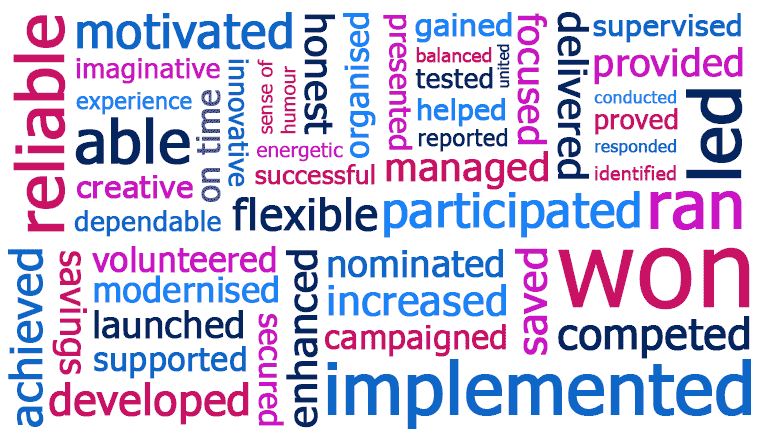 reliable
motivated
imaginative
experience
able
creative
dependable
on time
innovative
sense of
humour
energetic
successful
honest
flexible
organised
presented
gained
balanced
tested
united
helped
reported
managed
participated
focused
delivered
supervised
provided
conducted
proved
responded
identified
led
ran
achieved
savings
volunteered
modernised
launched
supported
developed
secured
enhanced
nominated
increased
campaigned
saved
won
competed
implemented